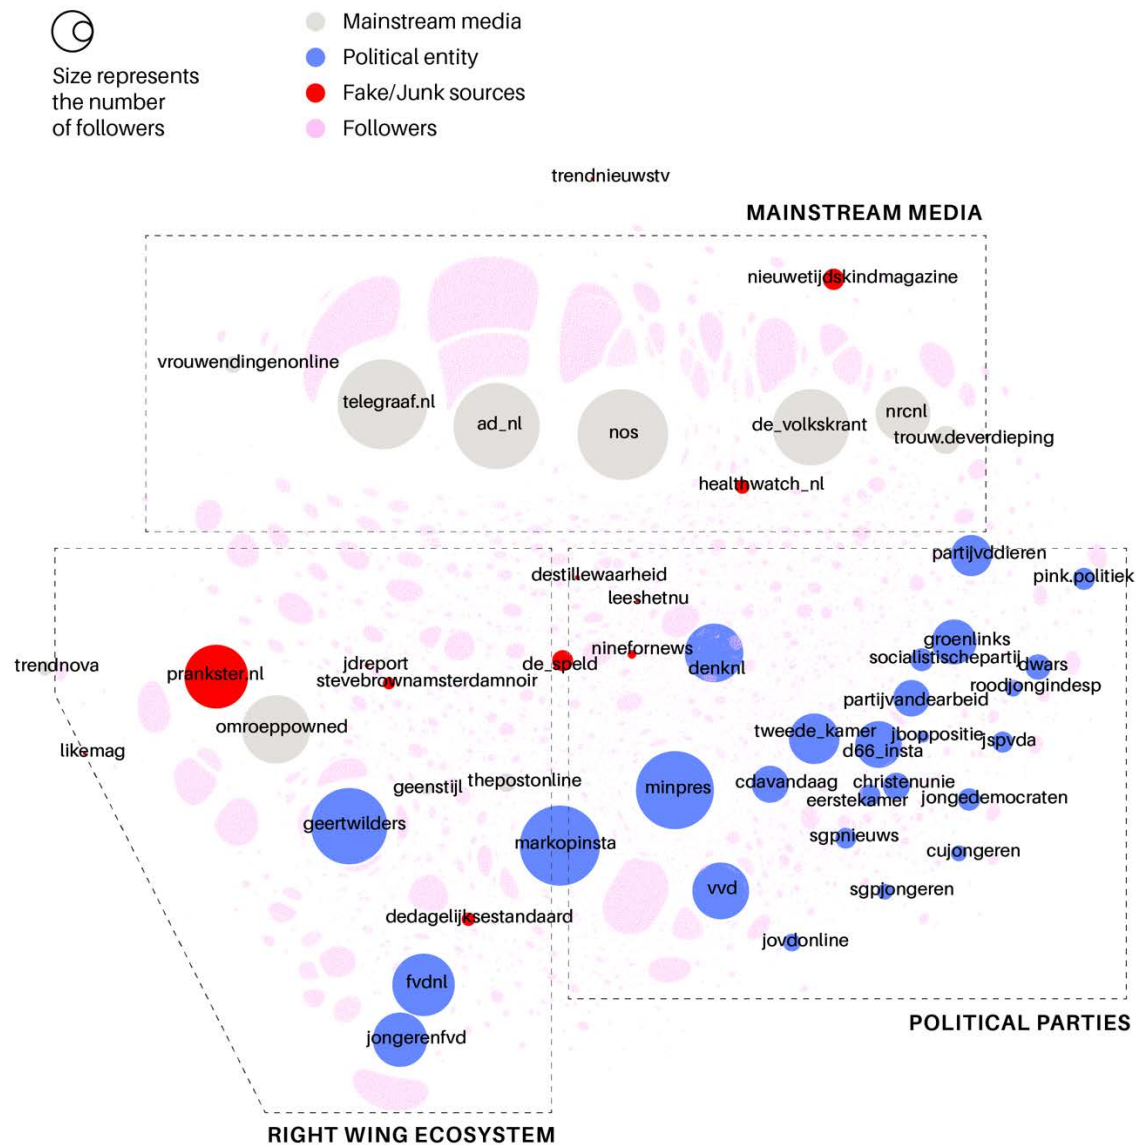 Size represents
the number
of followers
Mainstream media
Political entity
Fake/Junk sources
Followers
trendnieuwstv
MAINSTREAM MEDIA
nieuwetijdskindmagazine
vrouwendingenonline
telegraaf.nl
ad_nl
nos
de_volkskrant
nrcnl
trouw.deverdieping
healthwatch_nl
partijvddieren
pink.politiek
destillewaarheid
leeshetnu
ninefornews
de_speld
denknl
groenlinks
socialistischepartij
dwars
roodjongindesp
partijvandearbeid
trendnova
prankster.nl
jdreport
stevebrownamsterdamnoir
omroeppowned
likemag
geenstijl
thepostonline
geertwilders
markopinsta
minpres
tweede_kamer
d66_insta
jboppositie
jspvda
cdavandaag
christenunie
eerstekamer
jongedemocraten
sgpnieuws
cujongeren
vvd
sgpjongeren
jovdonline
dedagelijksestandaard
fvdnl
jongerenfvd
POLITICAL PARTIES
RIGHT WING ECOSYSTEM